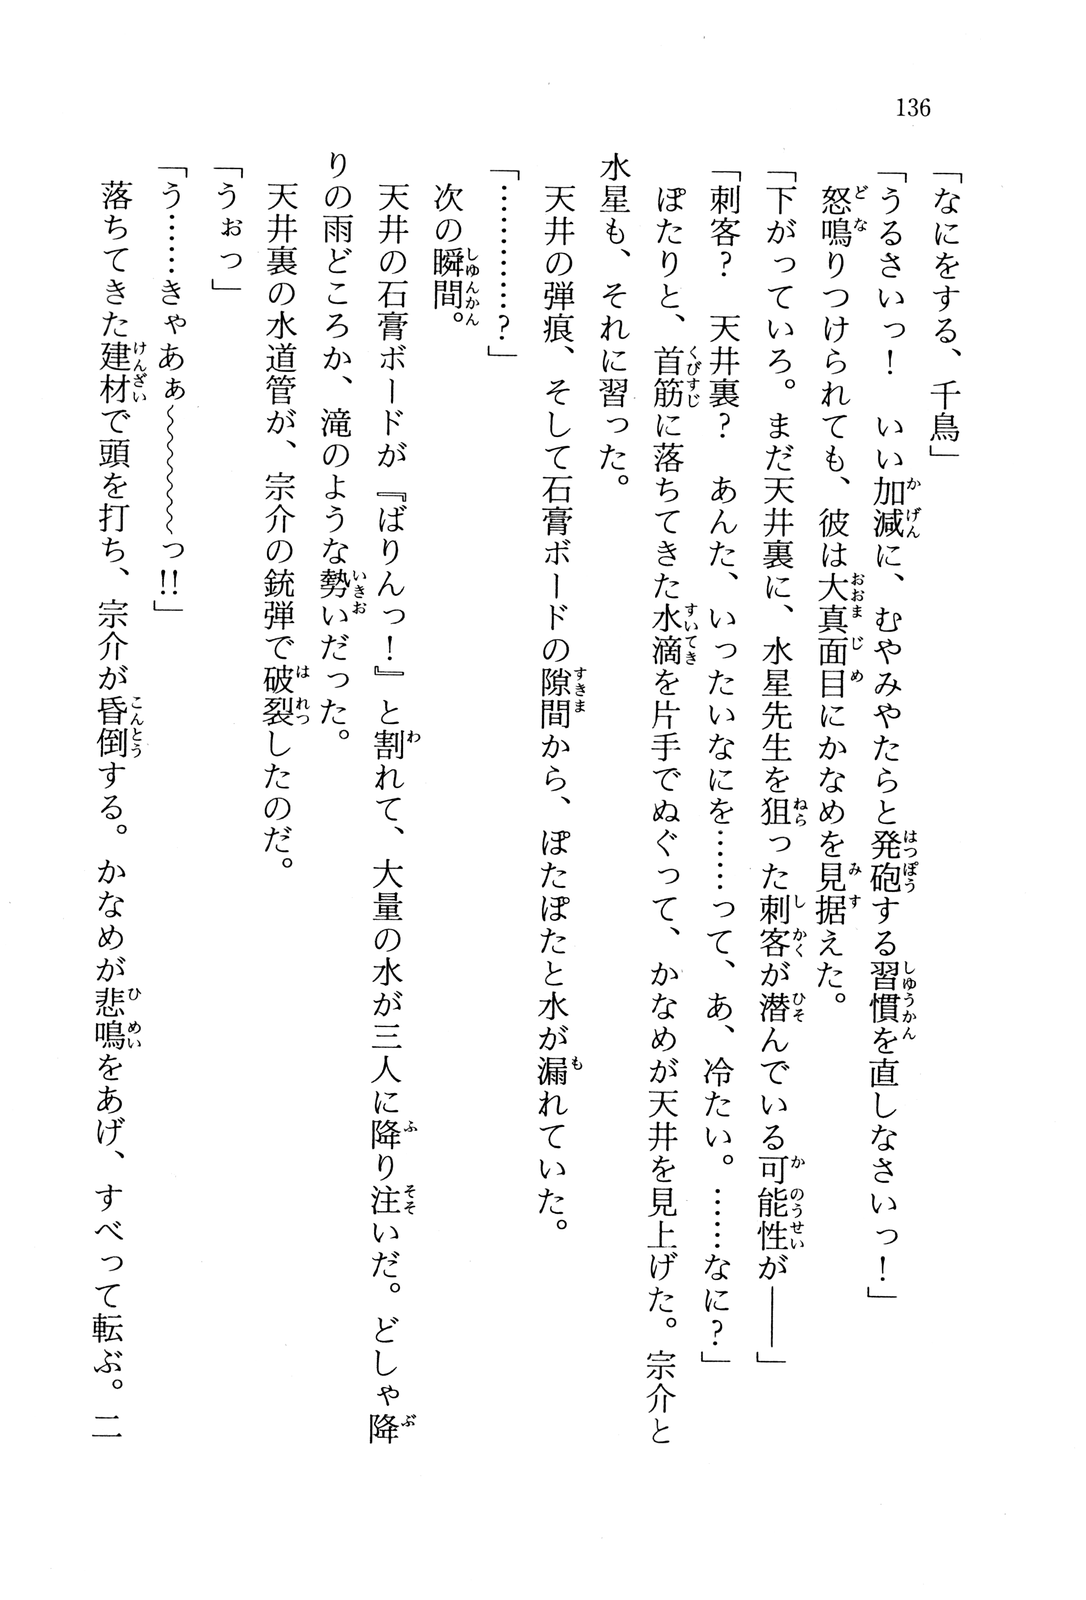 136
「なにをする、千鳥」
「うるさいっ！　いい加減に、むやみやたらと発砲する習慣を直しなさいっ！」
　怒鳴りつけられても、彼は大真面目にかなめを見据えた。
「下がっていろ。まだ天井裏に、水星先生を狙った刺客が潜んでいる可能性が――」
「刺客？　天井裏？　あんた、いったいなにを……って、あ、冷たい。……なに？」
　ぽたりと、首筋に落ちてきた水滴を片手でぬぐって、かなめが天井を見上げた。宗介と
水星も、それに習った。
　天井の弾痕、そして石膏ボードの隙間から、ぽたぽたと水が漏れていた。
「…………？」
　次の瞬間。
　天井の石膏ボードが『ばりんっ！』と割れて、大量の水が三人に降り注いだ。どしゃ降
りの雨どころか、滝のような勢いだった。
　天井裏の水道管が、宗介の銃弾で破裂したのだ。
「うぉっ」
「う……きゃあぁ〜〜〜〜〜っ!!」
　落ちてきた建材で頭を打ち、宗介が昏倒する。かなめが悲鳴をあげ、すべって転ぶ。二